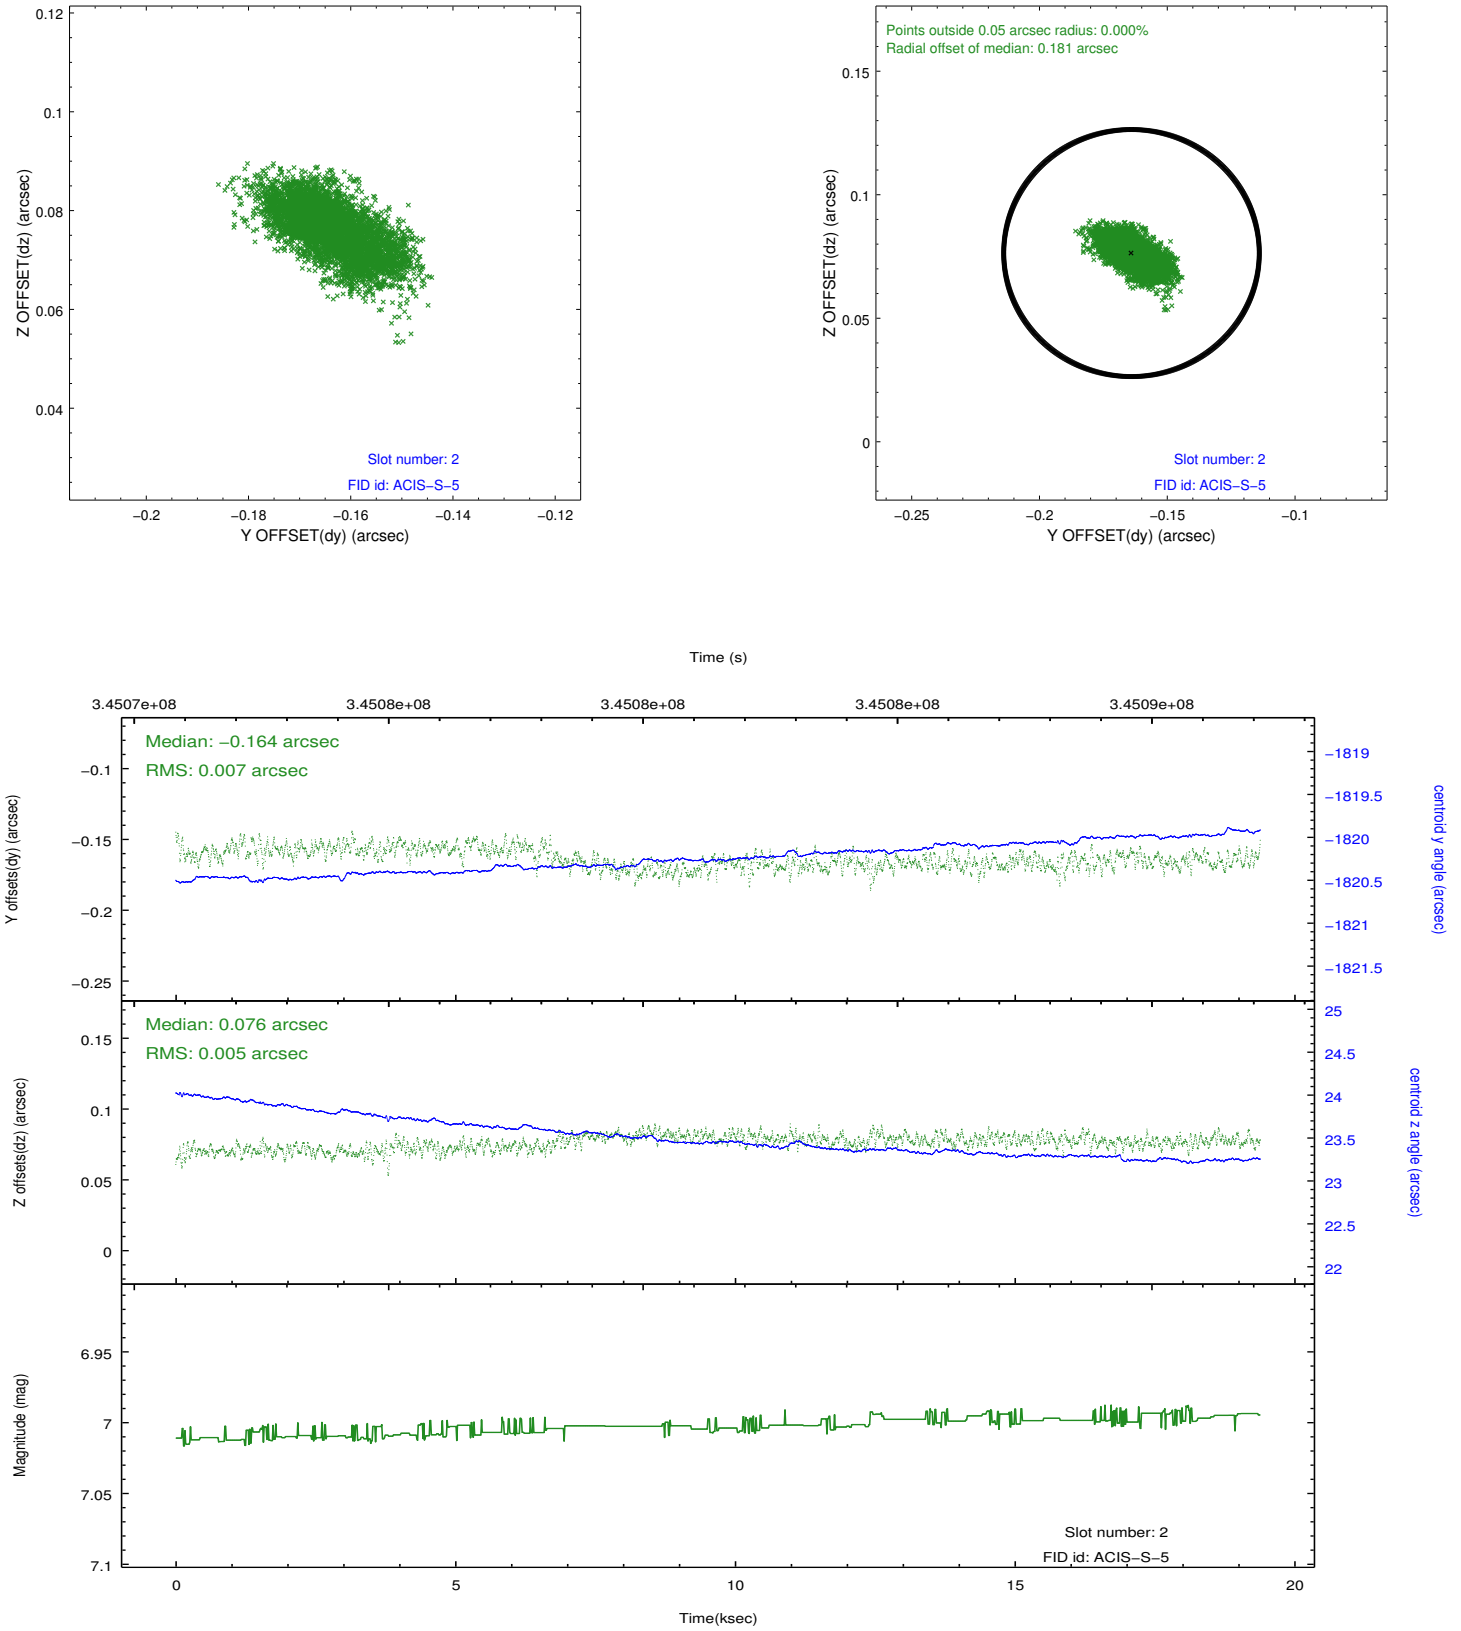 0.12
0.1
0.08
0.06
0.04
Z OFFSET(dz) (arcsec)
−0.2
−0.18
−0.16
−0.14
−0.12
Y OFFSET(dy) (arcsec)
Slot number: 2
FID id: ACIS−S−5
Points outside 0.05 arcsec radius: 0.000%
Radial offset of median: 0.181 arcsec
0.15
0.1
0.05
0
Z OFFSET(dz) (arcsec)
Slot number: 2
FID id: ACIS−S−5
−0.25
−0.2
−0.15
−0.1
Y OFFSET(dy) (arcsec)
Time (s)
3.4507e+08
3.4508e+08
3.4508e+08
3.4508e+08
3.4509e+08
Median: −0.164 arcsec
RMS: 0.007 arcsec
−0.1
−0.15
−0.2
−0.25
Y offsets(dy) (arcsec)
−1819
−1819.5
−1820
−1820.5
−1821
−1821.5
centroid y angle (arcsec)
Median: 0.076 arcsec
RMS: 0.005 arcsec
0.15
0.1
0.05
0
Z offsets(dz) (arcsec)
25
24.5
24
23.5
23
22.5
22
centroid z angle (arcsec)
6.95
7
7.05
7.1
Magnitude (mag)
Slot number: 2
FID id: ACIS−S−5
0
5
10
15
20
Time(ksec)